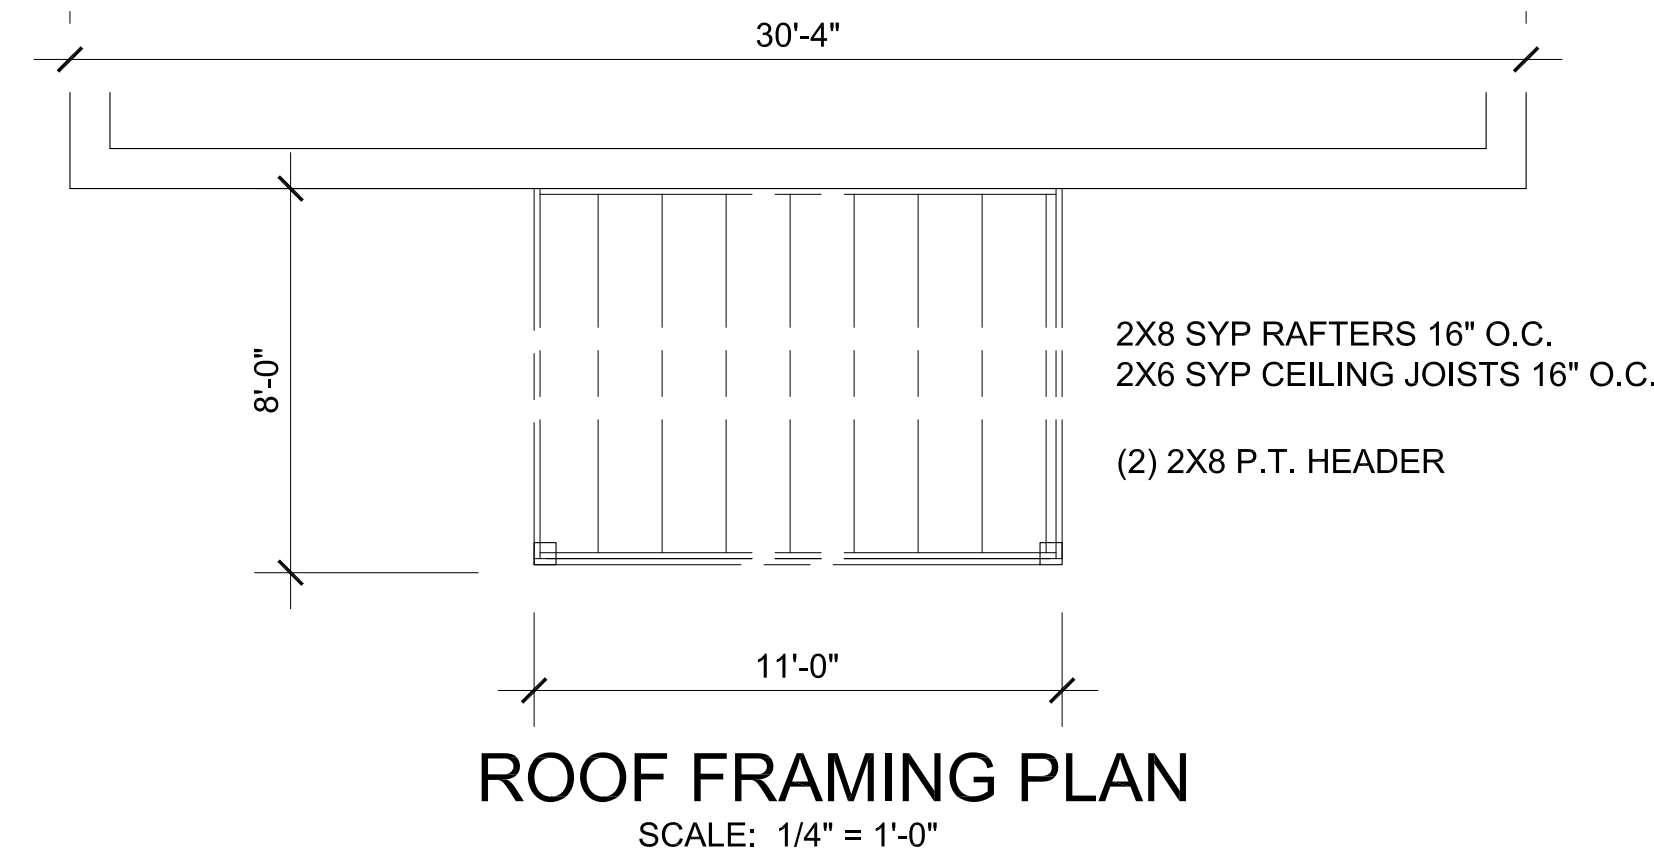 30'-4"
8'-0"
2X8 SYP RAFTERS 16" O.C.
2X6 SYP CEILING JOISTS 16" O.C.
(2) 2X8 P.T. HEADER
11'-0"
ROOF FRAMING PLAN
SCALE: 1/4" = 1'-0"